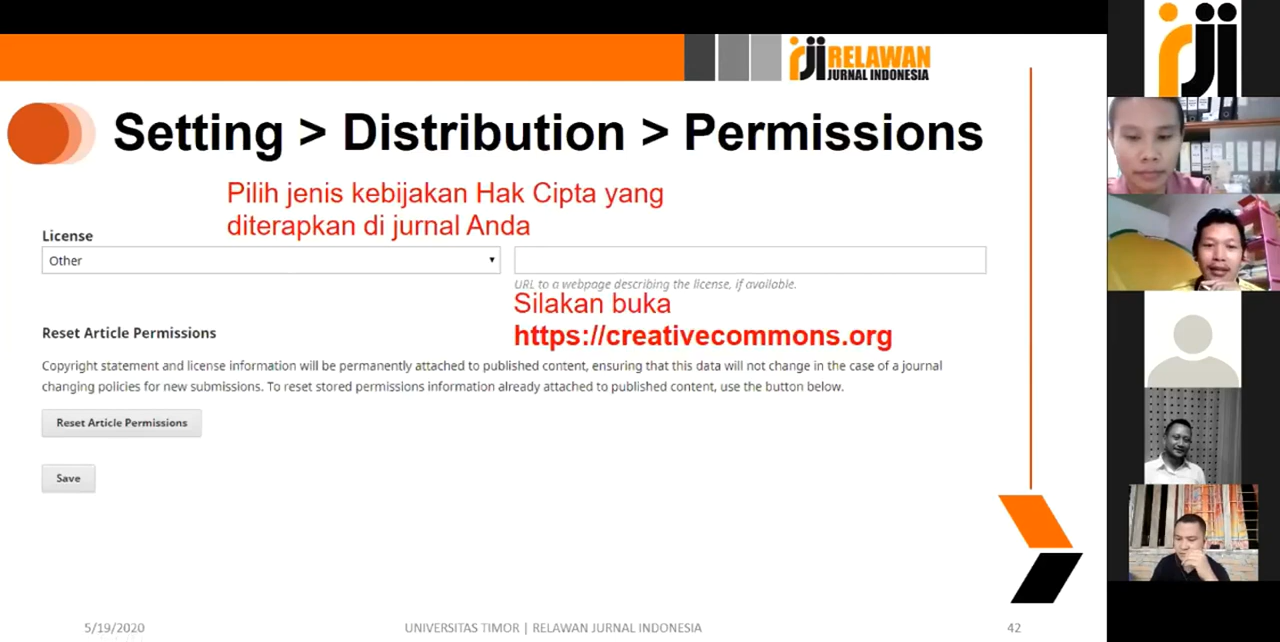 RELAWAN
JURNAL INDONESIA
Setting > Distribution > Permissions
Pilih jenis kebijakan Hak Cipta yang
diterapkan di jurnal Anda
License
Other
URL to a webpage describing the license, if available.
Silakan buka
https://creativecommons.org
Reset Article Permissions
Copyright statement and license information will be permanently attached to published content, ensuring that this data will not change in the case of a journal
changing policies for new submissions. To reset stored permissions information already attached to published content, use the button below.
Reset Article Permissions
Save
5/19/2020
UNIVERSITAS TIMOR | RELAWAN JURNAL INDONESIA
42